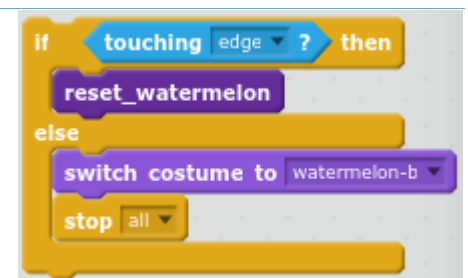 if touching edge ? then
reset_watermelon
else
switch costume to watermelon-b
stop all